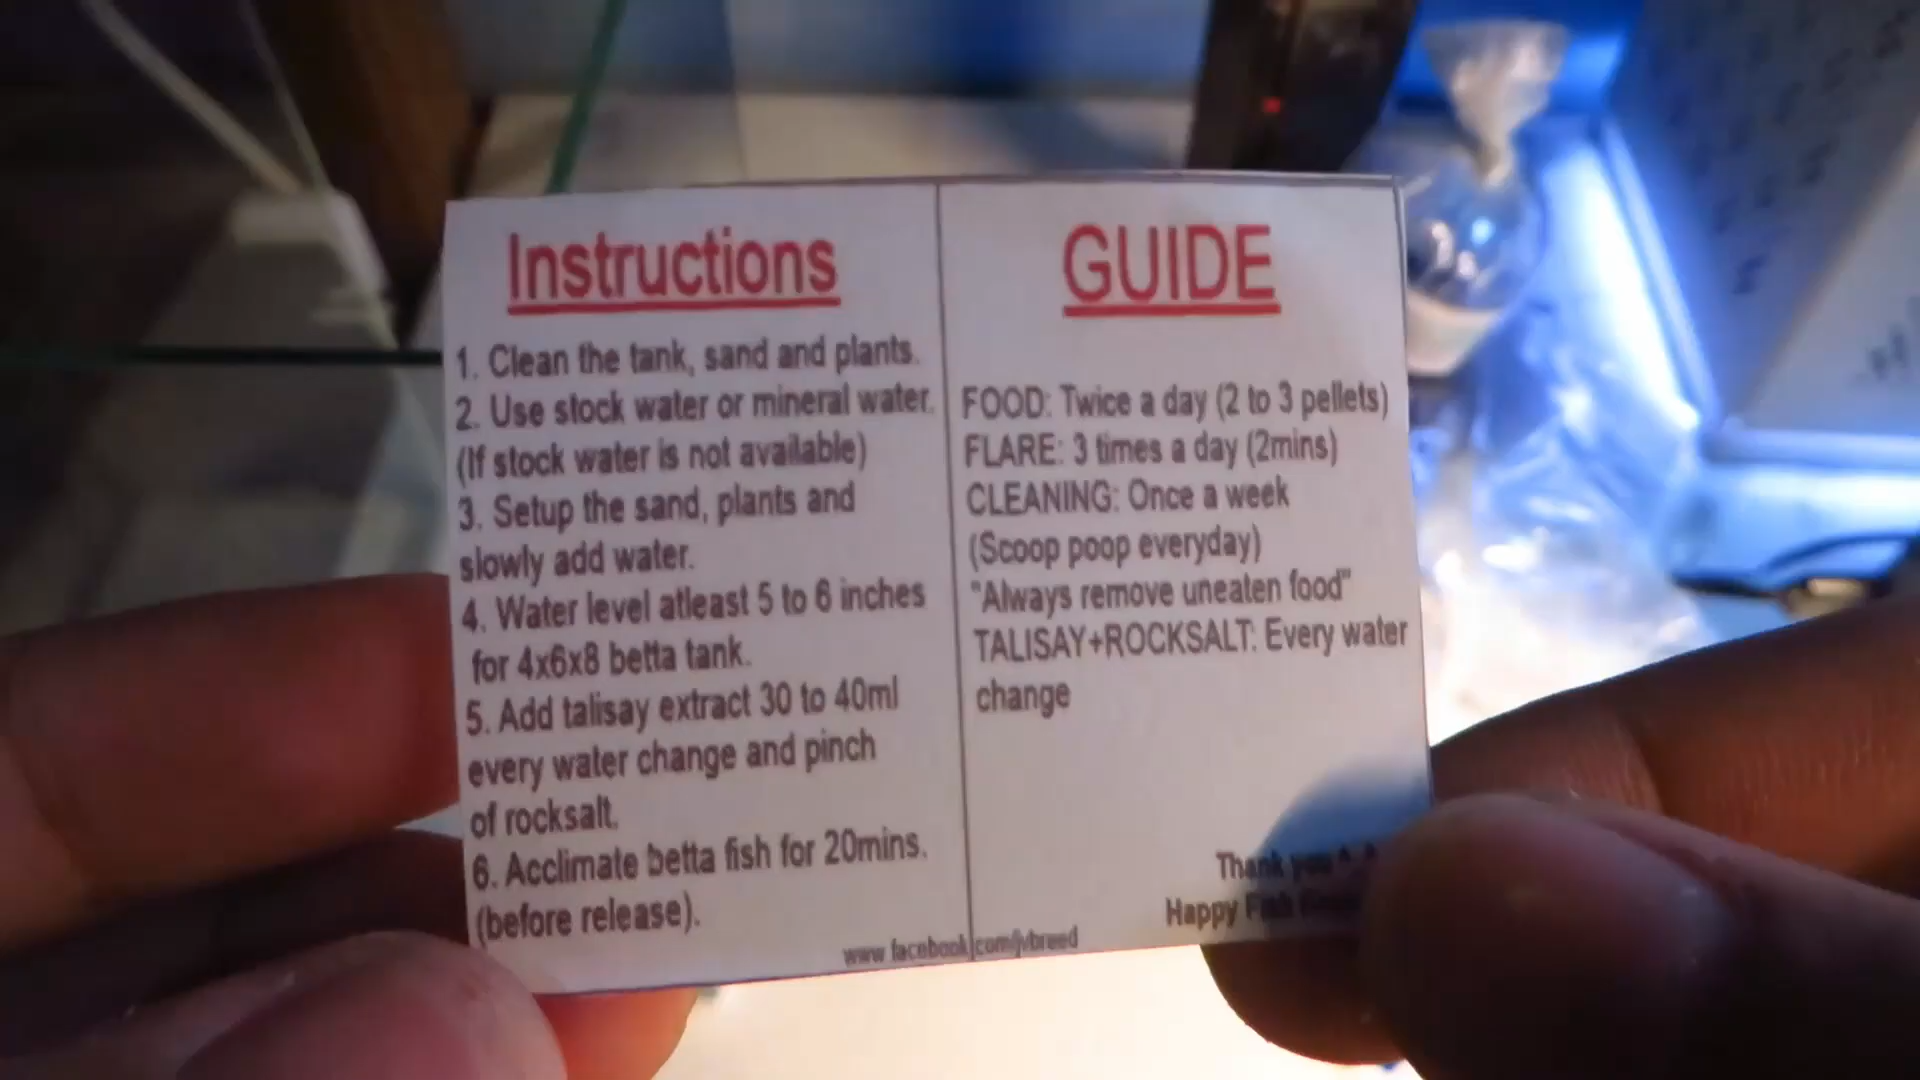 Instructions
1. Clean the tank, sand and plants.
2. Use stock water or mineral water.
(If stock water is not available)
3. Setup the sand, plants and
slowly add water.
4. Water level atleast 5 to 6 inches
for 4x6x8 betta tank.
5. Add talisay extract 30 to 40ml
every water change and pinch
of rocksalt.
6. Acclimate betta fish for 20mins.
(before release).
GUIDE
FOOD: Twice a day (2 to 3 pellets)
FLARE: 3 times a day (2mins)
CLEANING: Once a week
(Scoop poop everyday)
"Always remove uneaten food"
TALISAY+ROCKSALT: Every water
change
Thank you
Happy Fish
www.facebook.com/jvbreed